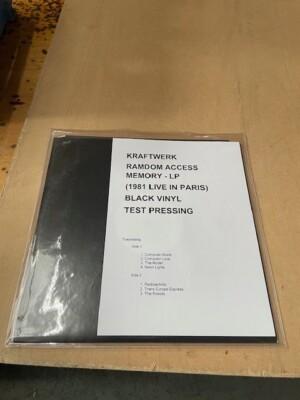 KRAFTWERK
RAMDOM ACCESS
MEMORY - LP
(1981 LIVE IN PARIS)
BLACK VINYL
TEST PRESSING
Tracklisting
Side 1
1. Computer World
2. Computer Love
3. The Model
4. Neon Lights
Side 2
1. Radioactivity
2. Trans Europe Express
3. The Robots